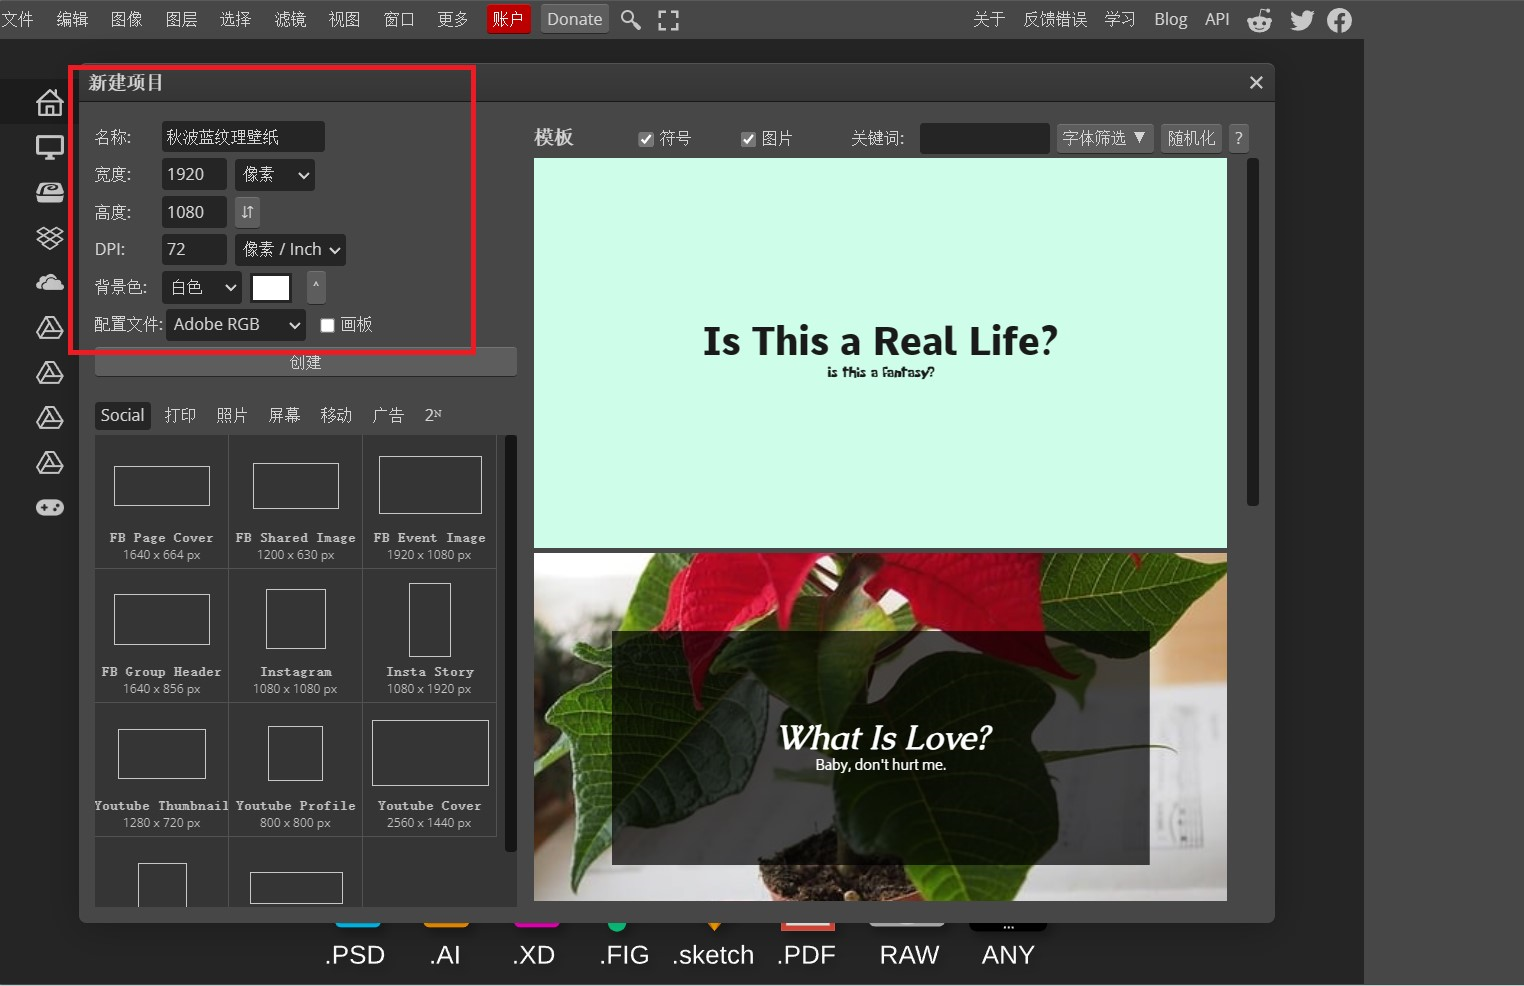 文件 编辑 图像 图层 选择 滤镜 视图 窗口 更多 账户 Donate 关于 反馈错误 学习 Blog API
新建项目
名称: 秋波蓝纹理壁纸
宽度: 1920 像素
高度: 1080
DPI: 72 像素 / Inch
背景色: 白色 ^
配置文件: Adobe RGB 画板
创建
Social 打印 照片 屏幕 移动 广告 2ᴺ
FB Page Cover FB Shared Image FB Event Image
1640 x 664 px 1200 x 630 px 1920 x 1080 px
FB Group Header Instagram Insta Story
1640 x 856 px 1080 x 1080 px 1080 x 1920 px
Youtube Thumbnail Youtube Profile Youtube Cover
1280 x 720 px 800 x 800 px 2560 x 1440 px
模板 符号 图片 关键词: 字体筛选 ▼ 随机化 ?
Is This a Real Life?
is this a fantasy?
What Is Love?
Baby, don't hurt me.
.PSD .AI .XD .FIG .sketch .PDF RAW ANY